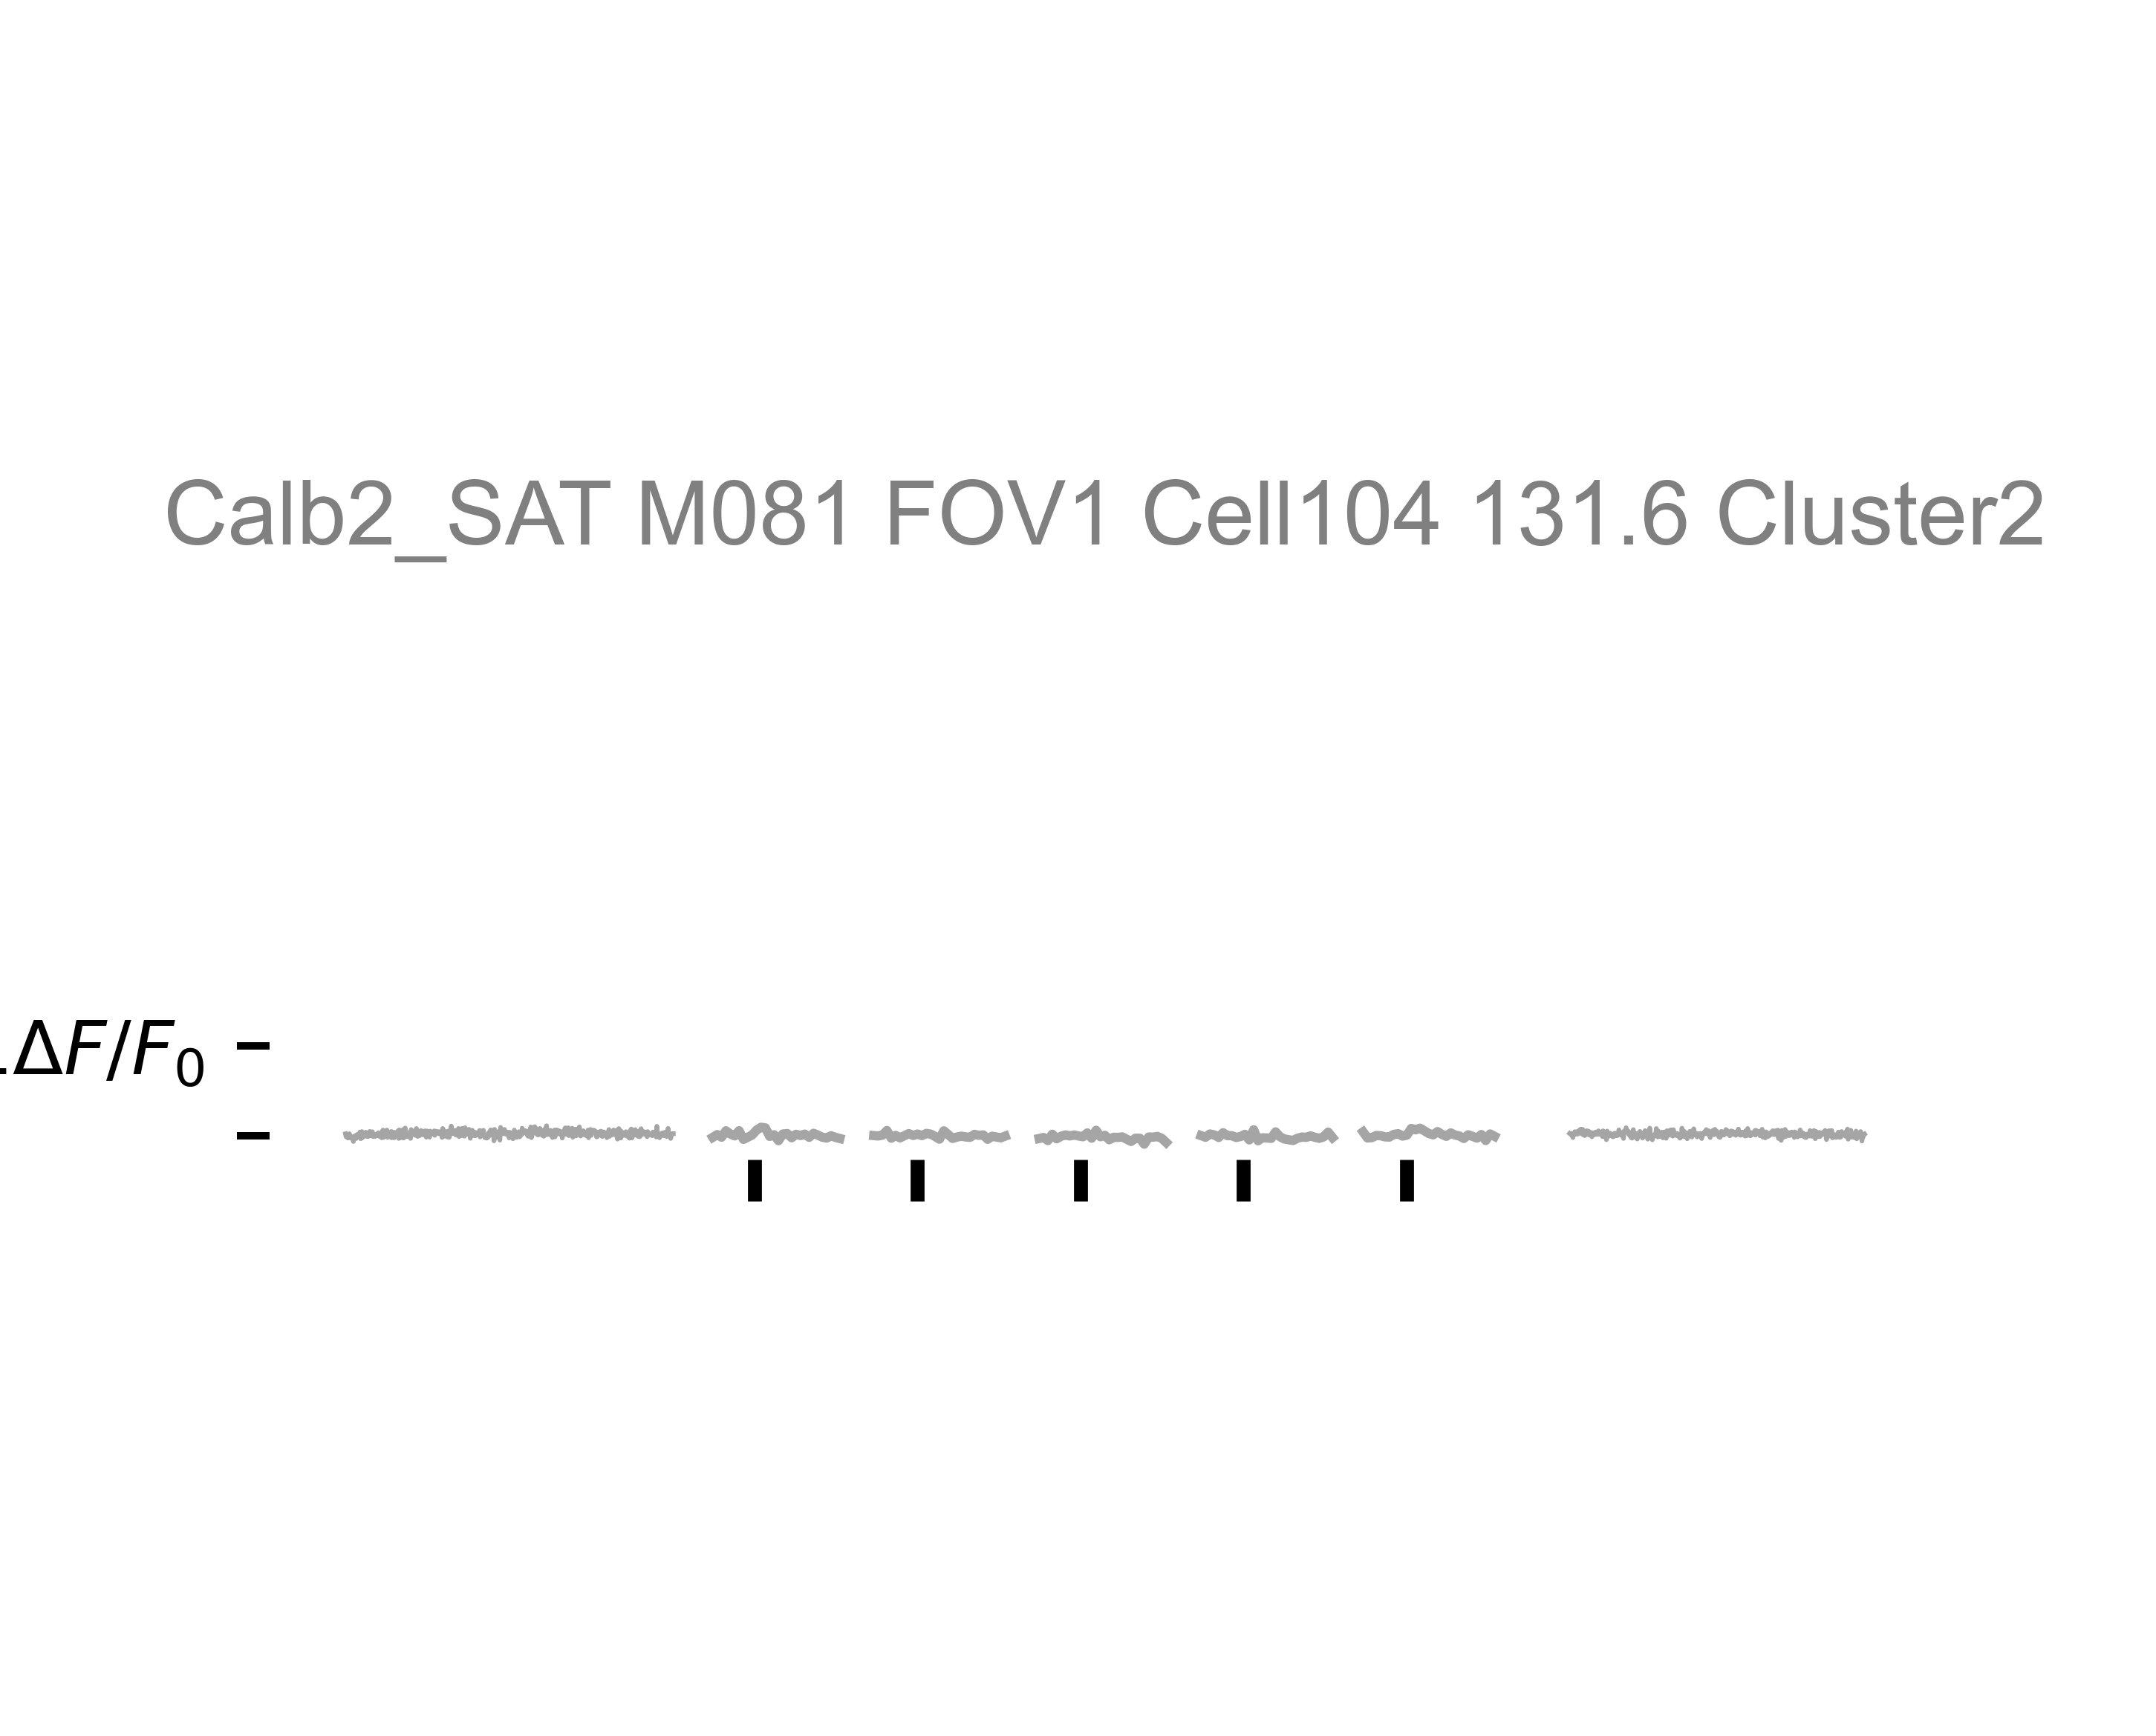 Calb2_SAT M081 FOV1 Cell104 131.6 Cluster2
.ΔF/F₀